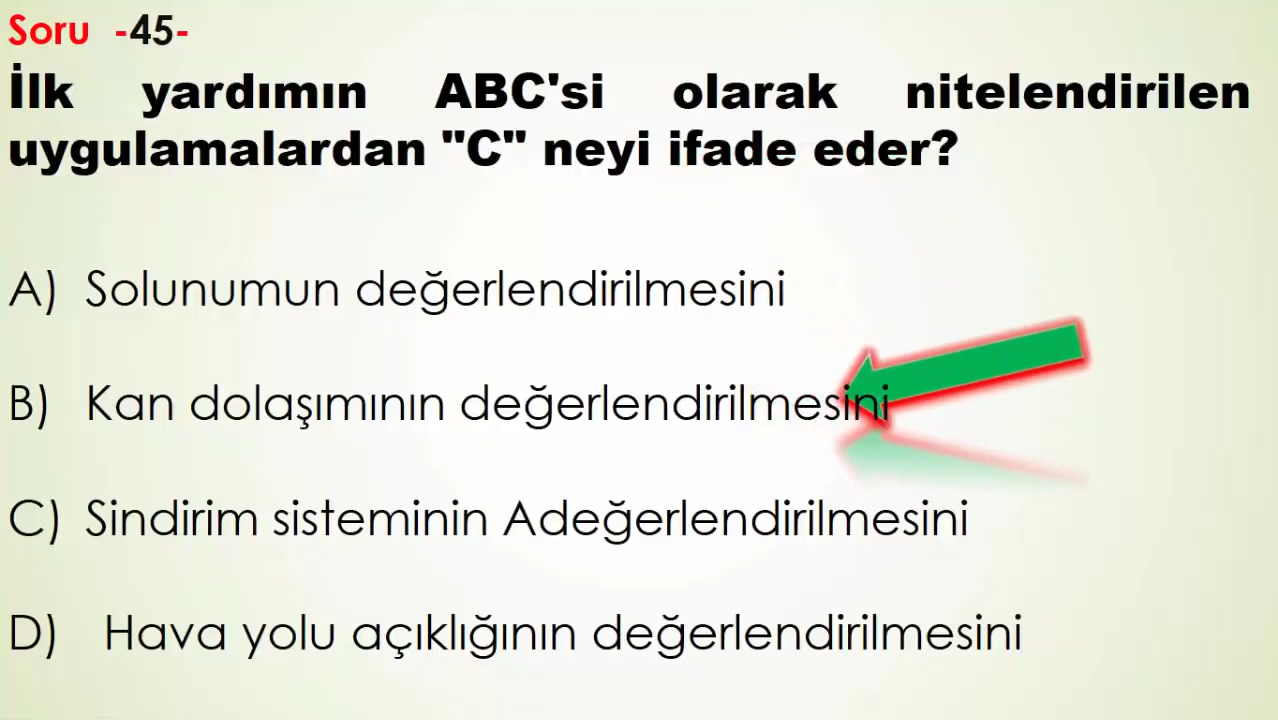 Soru -45-
İlk yardımın ABC'si olarak nitelendirilen
uygulamalardan "C" neyi ifade eder?
A) Solunumun değerlendirilmesini
B) Kan dolaşımının değerlendirilmesini
C) Sindirim sisteminin Adeğerlendirilmesini
D) Hava yolu açıklığının değerlendirilmesini